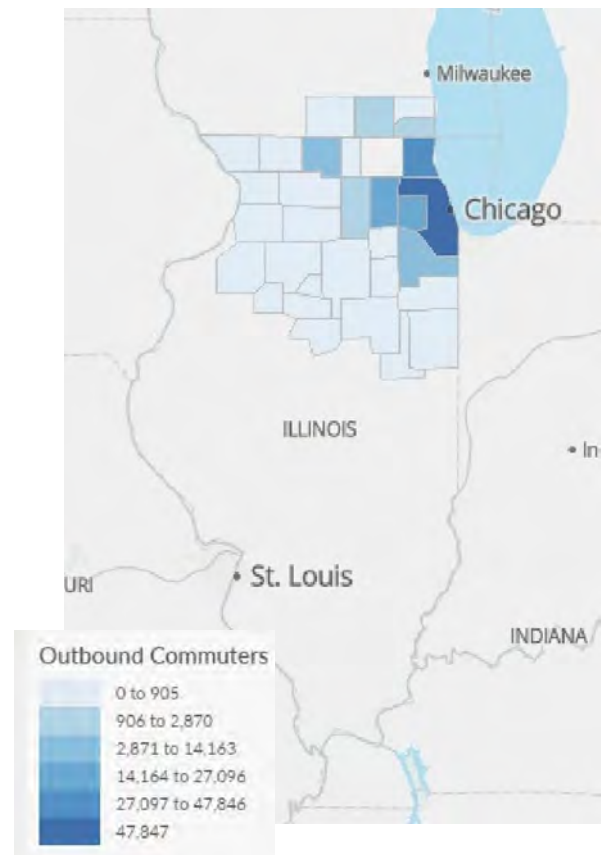 Milwaukee
Chicago
ILLINOIS
In
St. Louis
URI
INDIANA
Outbound Commuters
0 to 905
906 to 2,870
2,871 to 14,163
14,164 to 27,096
27,097 to 47,846
47,847